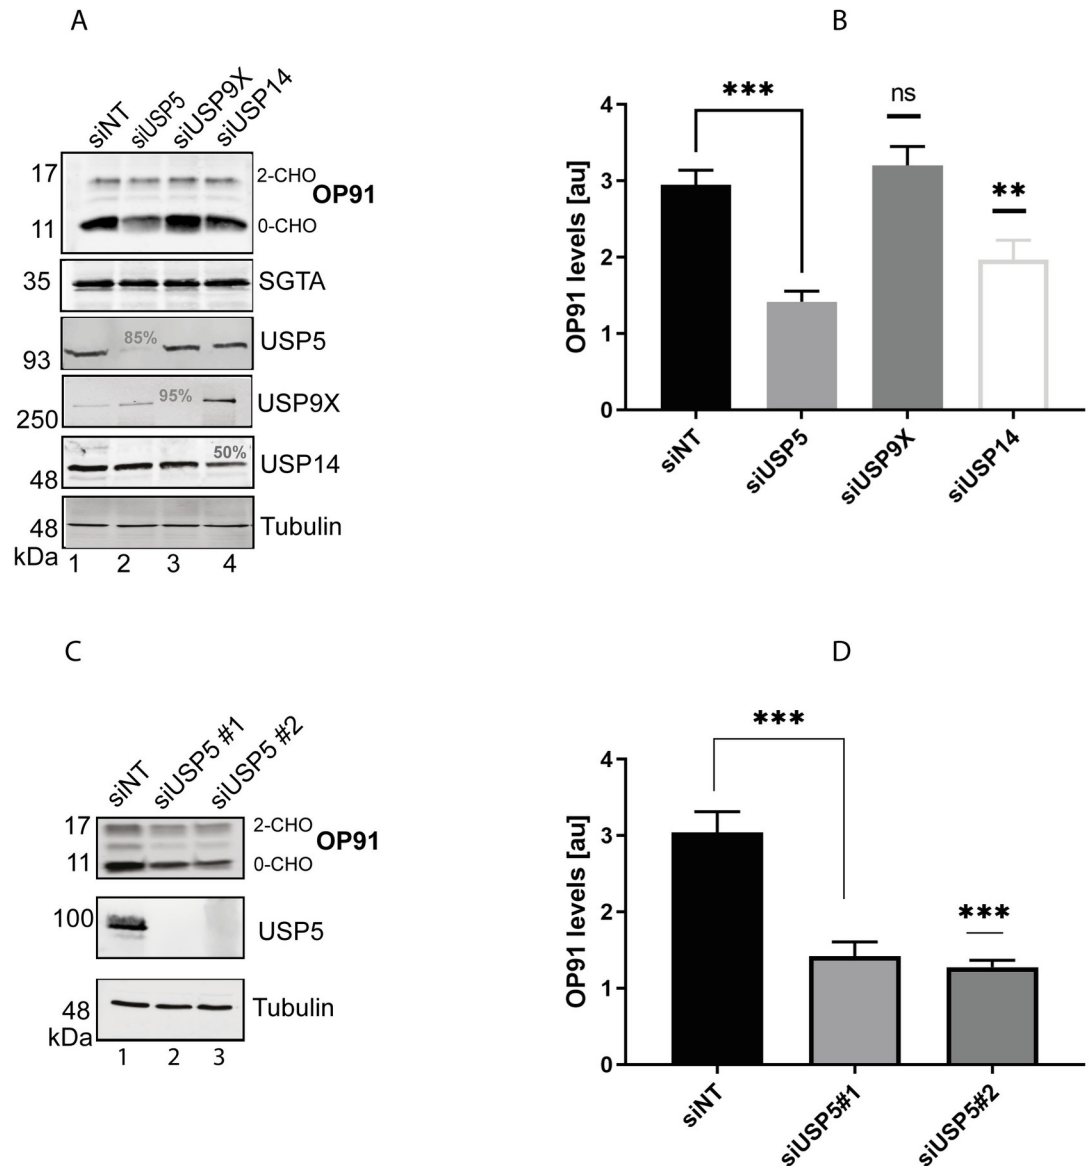 A
siNT siUSP5 siUSP9X siUSP14
17 2-CHO OP91
11 0-CHO
35 SGTA
93 85% USP5
250 95% USP9X
48 50% USP14
48 Tubulin
kDa 1 2 3 4
B
OP91 levels [au]
4
3
2
1
0
*** ns **
siNT siUSP5 siUSP9X siUSP14
C
siNT siUSP5 #1 siUSP5 #2
17 2-CHO OP91
11 0-CHO
100 USP5
48 Tubulin
kDa 1 2 3
D
OP91 levels [au]
4
3
2
1
0
*** ***
siNT siUSP5#1 siUSP5#2